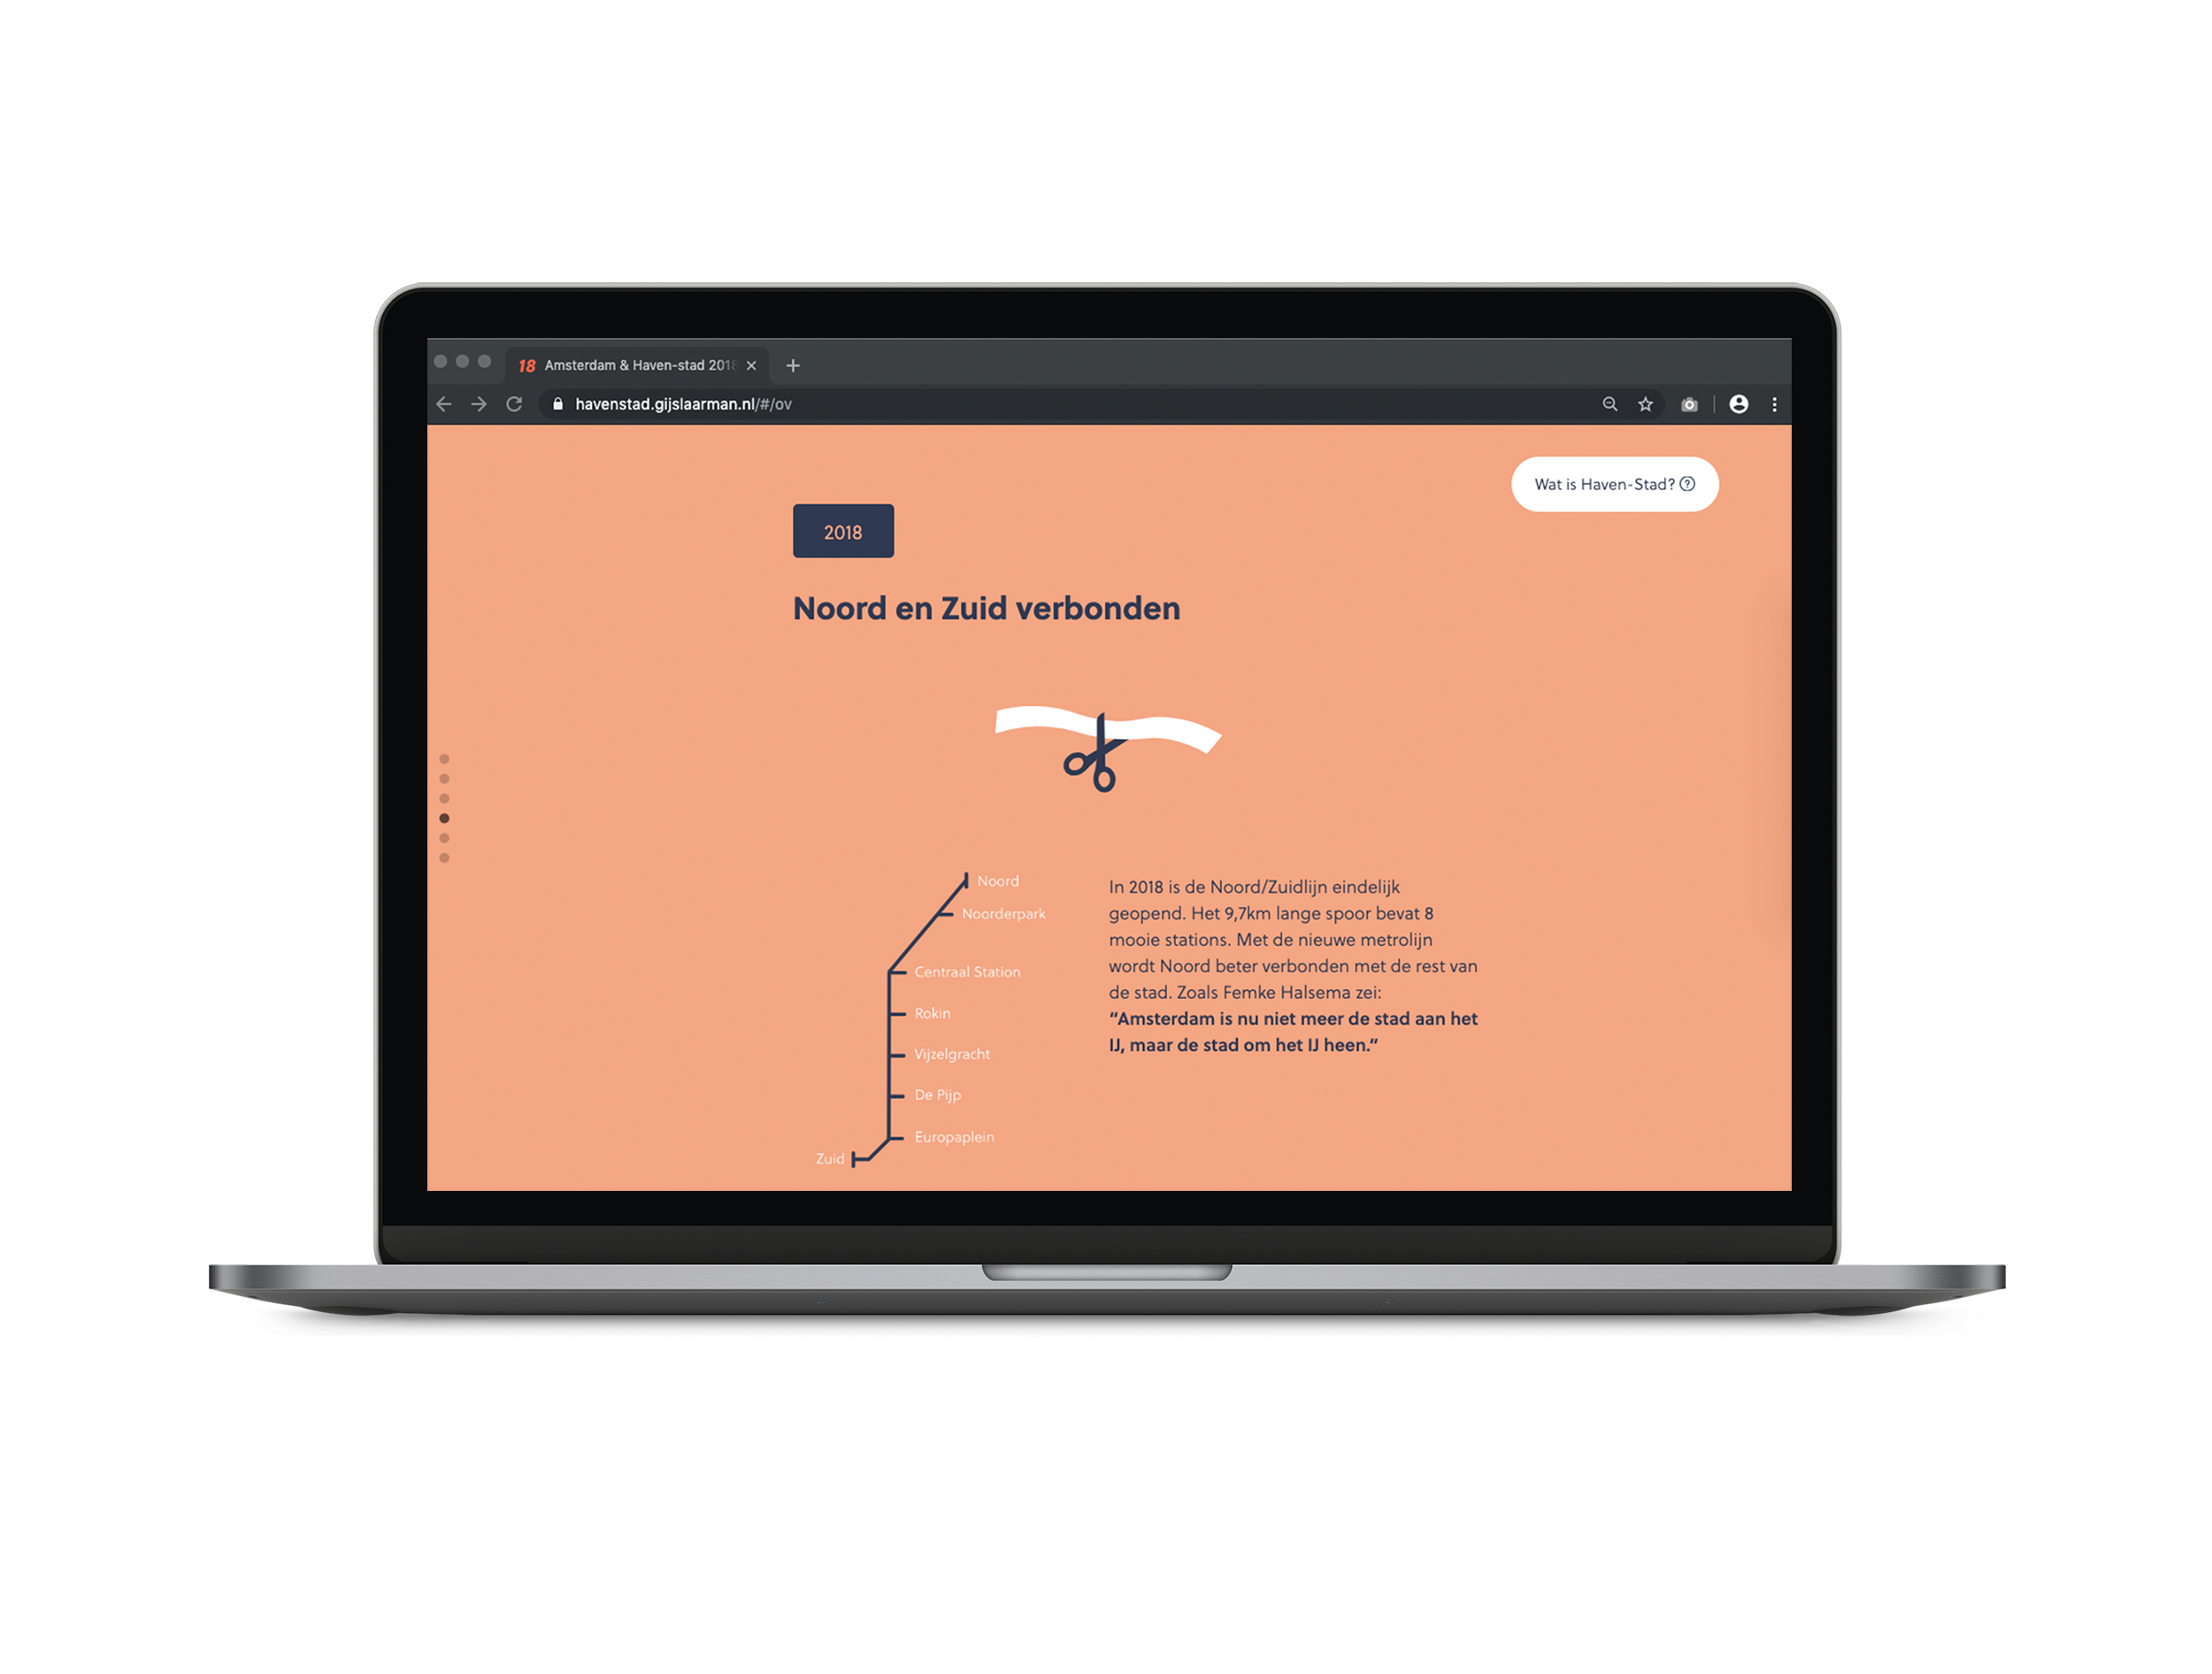 18 Amsterdam & Haven-stad 2018
havenstad.gijslaarman.nl/#/ov
Wat is Haven-Stad?
2018
Noord en Zuid verbonden
Noord
Noorderpark
Centraal Station
Rokin
Vijzelgracht
De Pijp
Europaplein
Zuid
In 2018 is de Noord/Zuidlijn eindelijk
geopend. Het 9,7km lange spoor bevat 8
mooie stations. Met de nieuwe metrolijn
wordt Noord beter verbonden met de rest van
de stad. Zoals Femke Halsema zei:
“Amsterdam is nu niet meer de stad aan het
IJ, maar de stad om het IJ heen.“